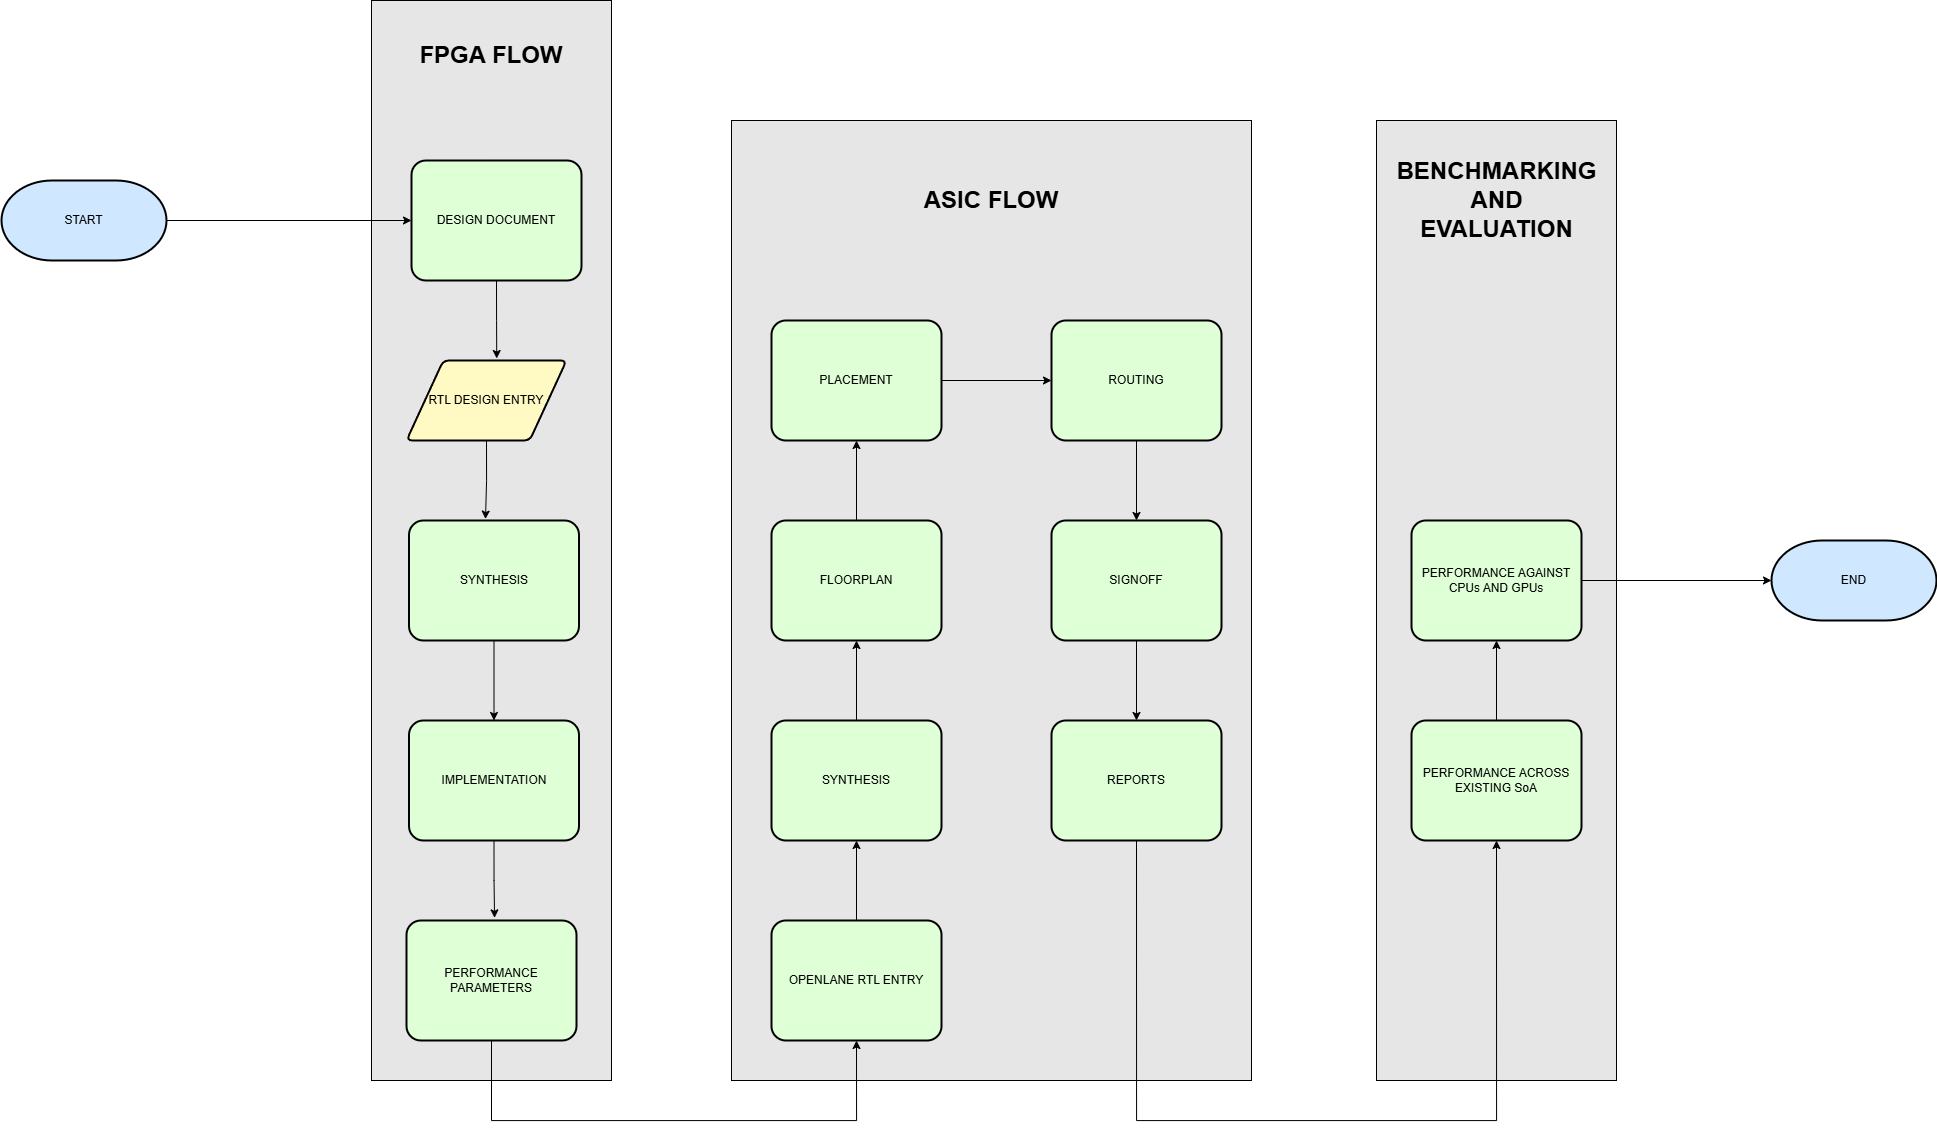 START
FPGA FLOW
DESIGN DOCUMENT
RTL DESIGN ENTRY
SYNTHESIS
IMPLEMENTATION
PERFORMANCE
PARAMETERS
ASIC FLOW
OPENLANE RTL ENTRY
SYNTHESIS
FLOORPLAN
PLACEMENT
ROUTING
SIGNOFF
REPORTS
BENCHMARKING
AND
EVALUATION
PERFORMANCE ACROSS
EXISTING SoA
PERFORMANCE AGAINST
CPUs AND GPUs
END